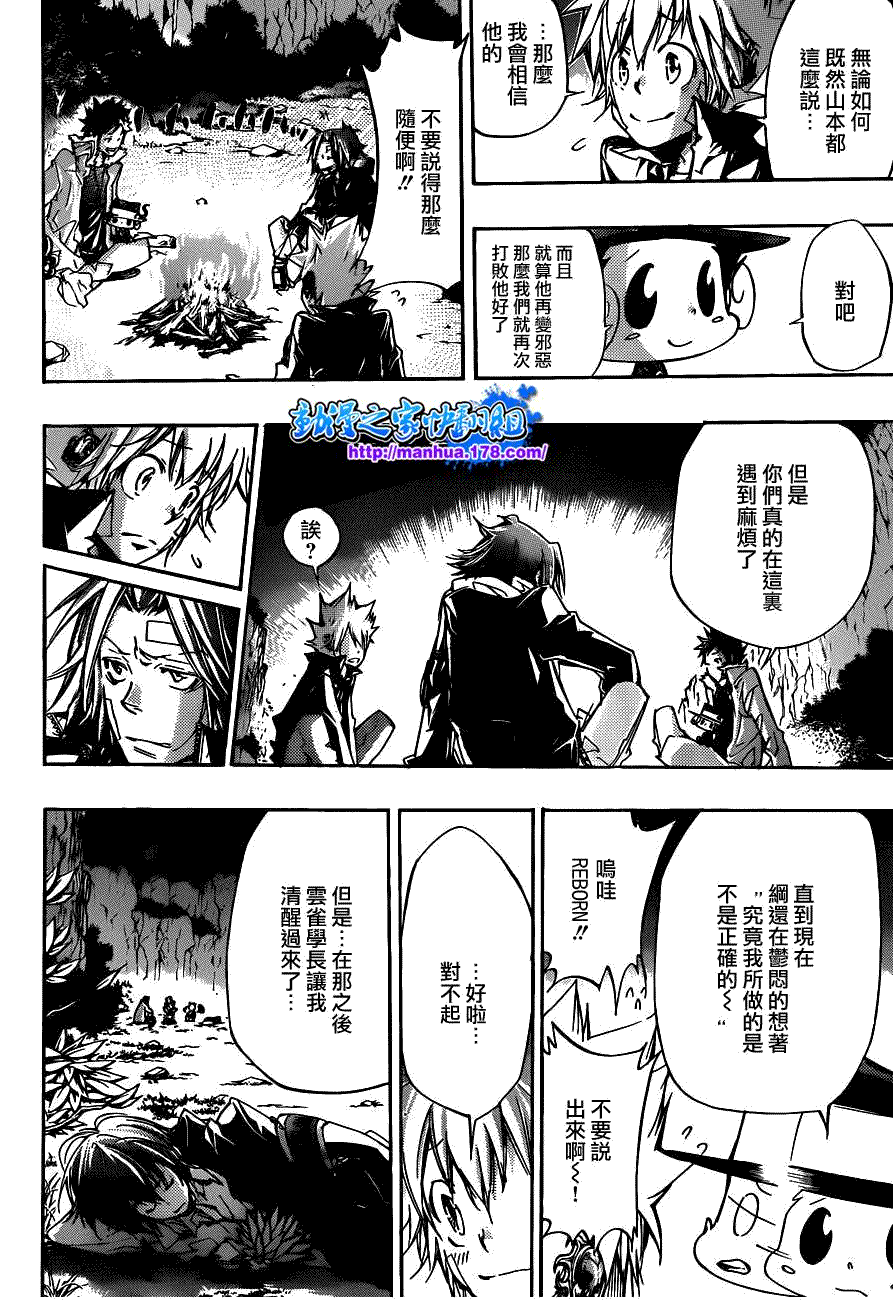 無論如何
既然山本都
這麼説…
…那麼
我會相信
他的
對吧
而且
就算他再變邪惡
那麼我們就再次
打敗他好了
不要説得那麼
隨便啊!!
動漫之家快翻組
http://manhua.178.com/
但是
你們真的在這裏
遇到麻煩了
誒?
直到現在
綱還在鬱悶的想著
〝究竟我所做的是
不是正確的~〞
嗚哇
REBORN!!
不要説
出來啊~!
…好啦…
對不起
但是…在那之後
雲雀學長讓我
清醒過來了…